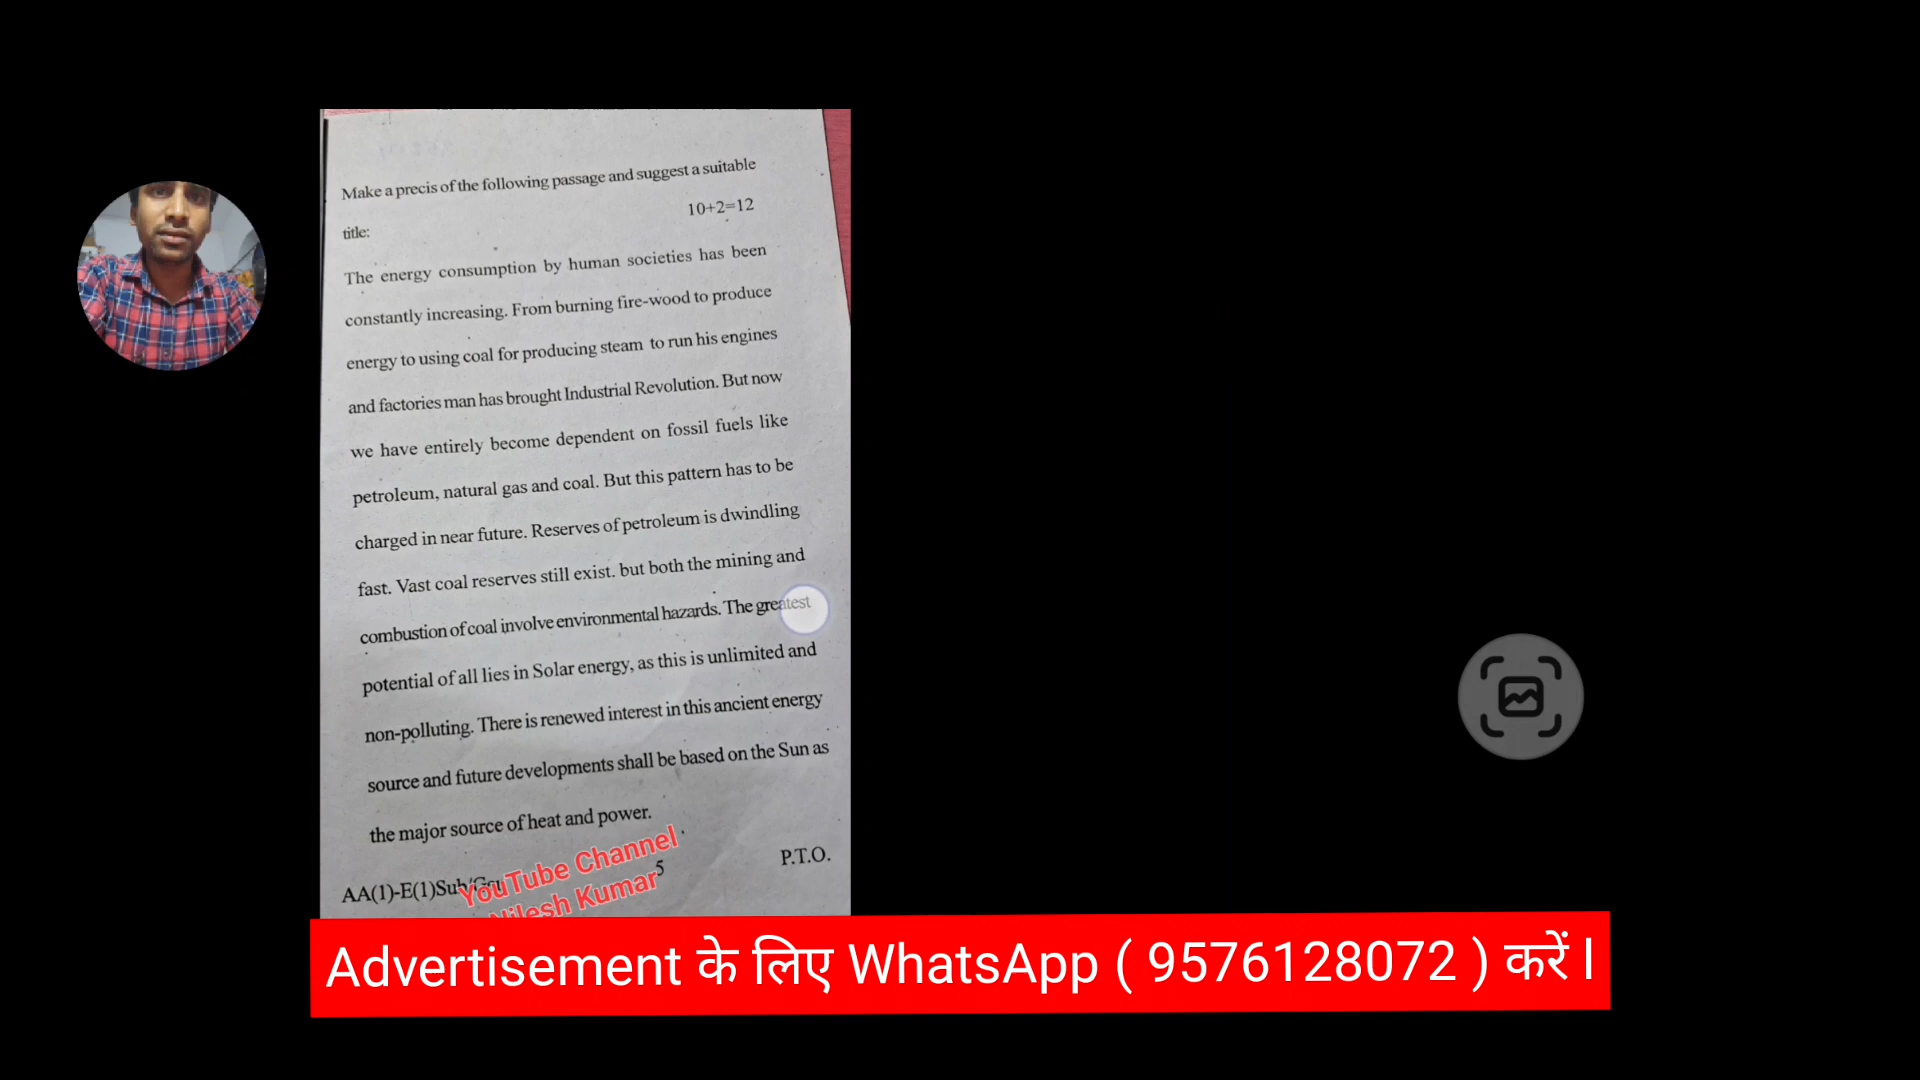 Make a precis of the following passage and suggest a suitable
10+2=12
title:
The energy consumption by human societies has been
constantly increasing. From burning fire-wood to produce
energy to using coal for producing steam to run his engines
and factories man has brought Industrial Revolution. But now
we have entirely become dependent on fossil fuels like
petroleum, natural gas and coal. But this pattern has to be
charged in near future. Reserves of petroleum is dwindling
fast. Vast coal reserves still exist. but both the mining and
combustion of coal involve environmental hazards. The greatest
potential of all lies in Solar energy, as this is unlimited and
non-polluting. There is renewed interest in this ancient energy
source and future developments shall be based on the Sun as
the major source of heat and power.
P.T.O.
5
AA(1)-E(1)Sub/
YouTube Channel
Nilesh Kumar
Advertisement के लिए WhatsApp ( 9576128072 ) करें l